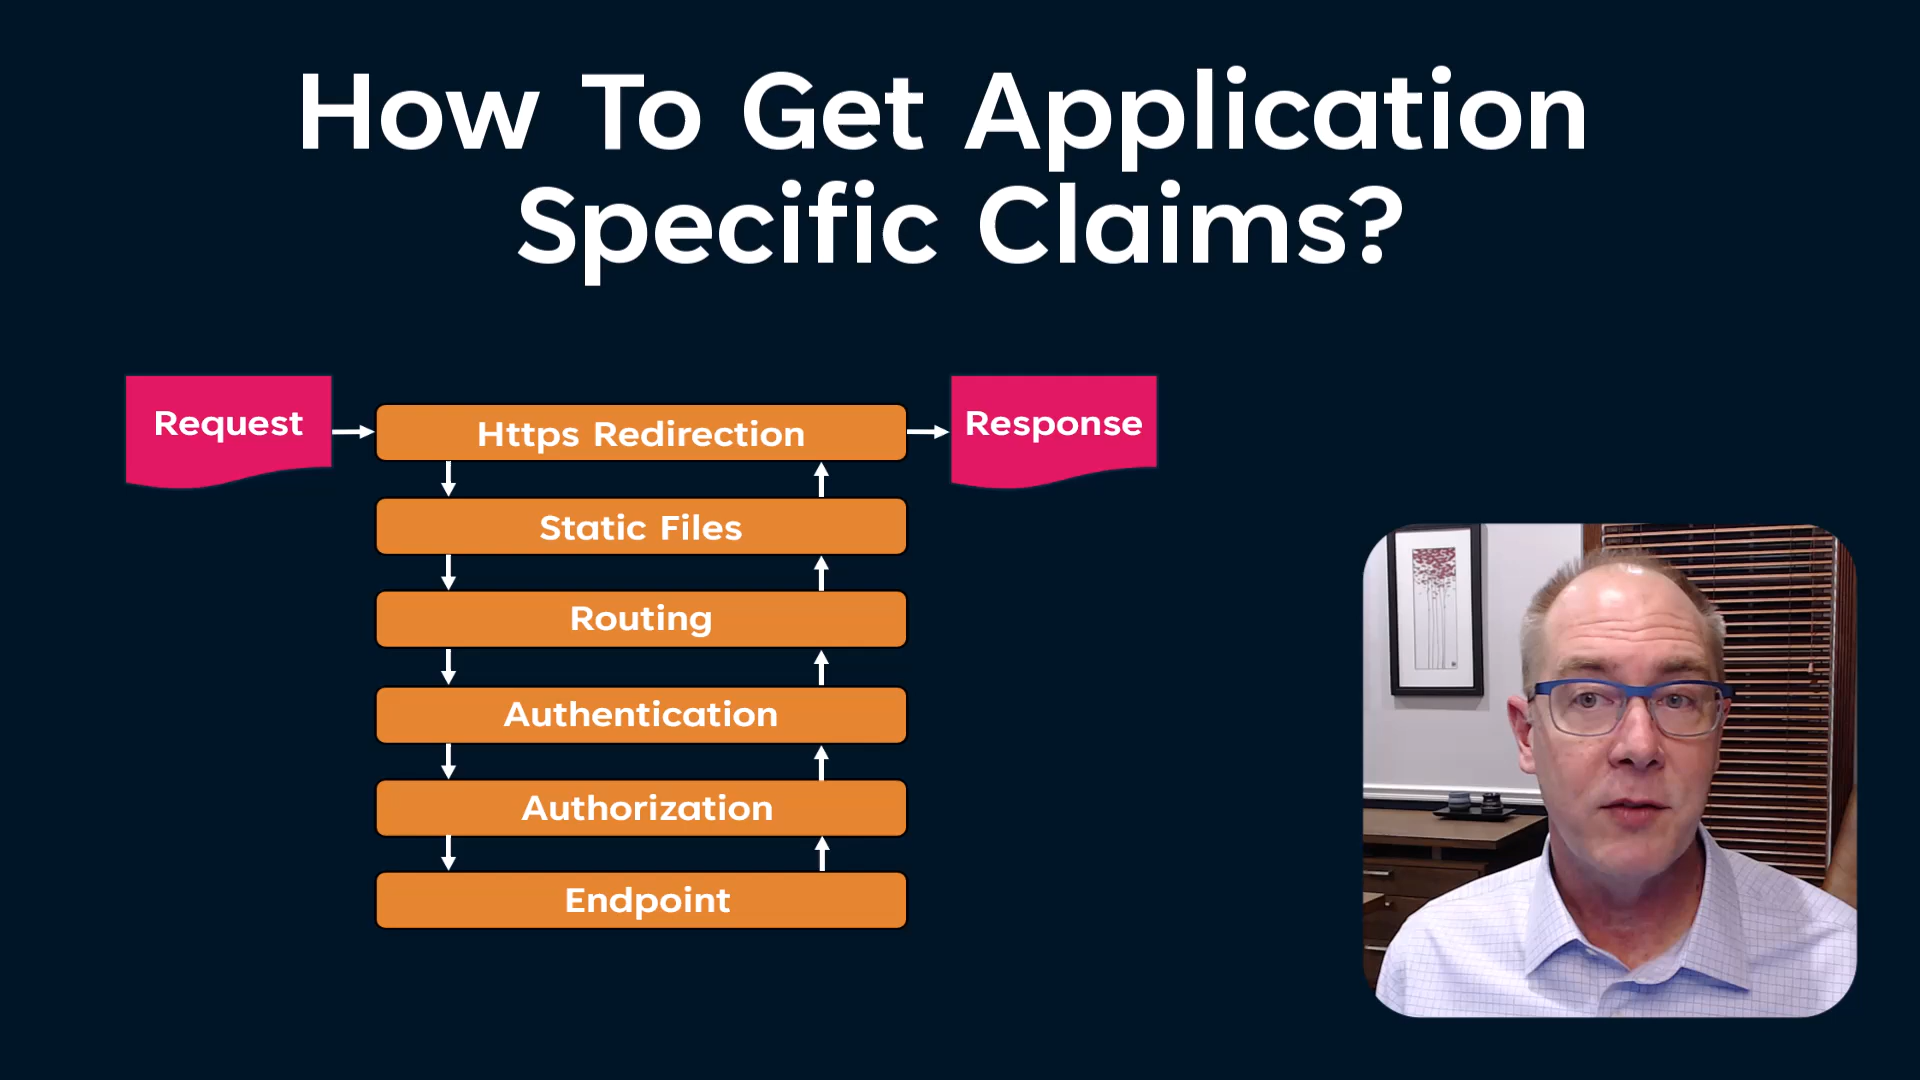 How To Get Application
Specific Claims?
Request
Https Redirection
Response
Static Files
Routing
Authentication
Authorization
Endpoint